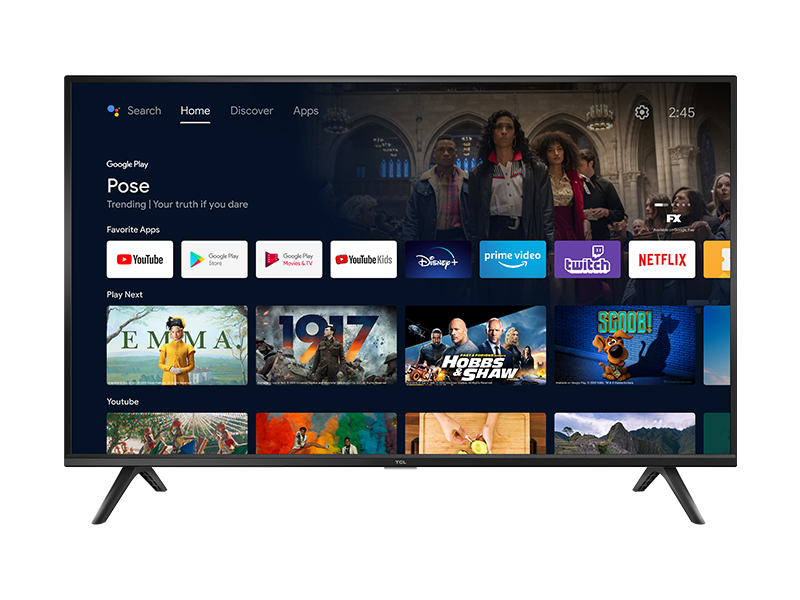 Search Home Discover Apps 2:45
Google Play
Pose
Trending | Your truth if you dare
FX
Available on Google Play
Favorite Apps
YouTube Google Play Store Google Play Movies & TV YouTube Kids Disney+ prime video twitch NETFLIX
Play Next
EMMA. 1917 FAST & FURIOUS HOBBS & SHAW SCOOB!
Youtube
TCL